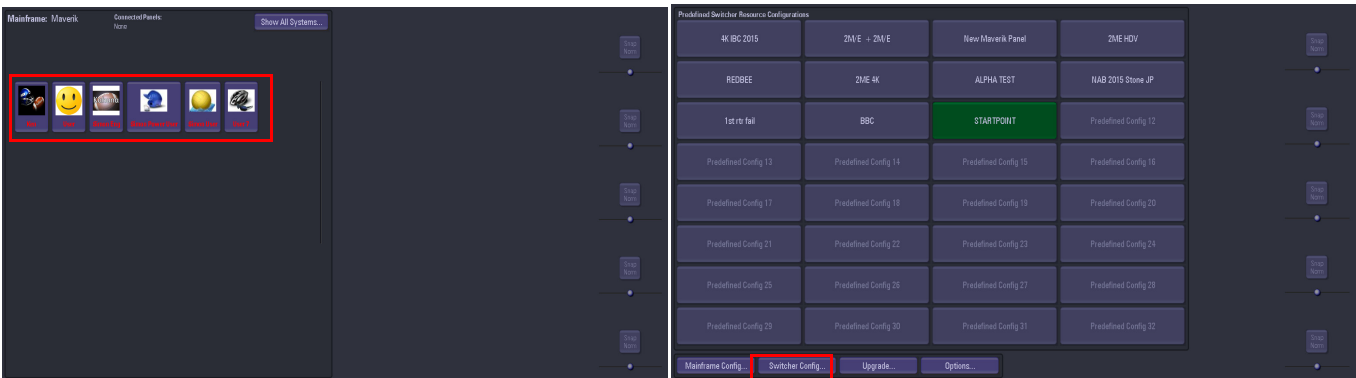 Mainframe: Maverik
Connected Panels:
None
Show All Systems...
Snap
Norm
Snap
Norm
Snap
Norm
Snap
Norm
Snap
Norm
Predefined Switcher Resource Configurations
4K IBC 2015
2M/E + 2M/E
New Maverik Panel
2ME HDV
REDBEE
2ME 4K
ALPHA TEST
NAB 2015 Stone JP
1st rtr fail
BBC
STARTPOINT
Predefined Config 12
Predefined Config 13
Predefined Config 14
Predefined Config 15
Predefined Config 16
Predefined Config 17
Predefined Config 18
Predefined Config 19
Predefined Config 20
Predefined Config 21
Predefined Config 22
Predefined Config 23
Predefined Config 24
Predefined Config 25
Predefined Config 26
Predefined Config 27
Predefined Config 28
Predefined Config 29
Predefined Config 30
Predefined Config 31
Predefined Config 32
Mainframe Config...
Switcher Config...
Upgrade...
Options...
Snap
Norm
Snap
Norm
Snap
Norm
Snap
Norm
Snap
Norm